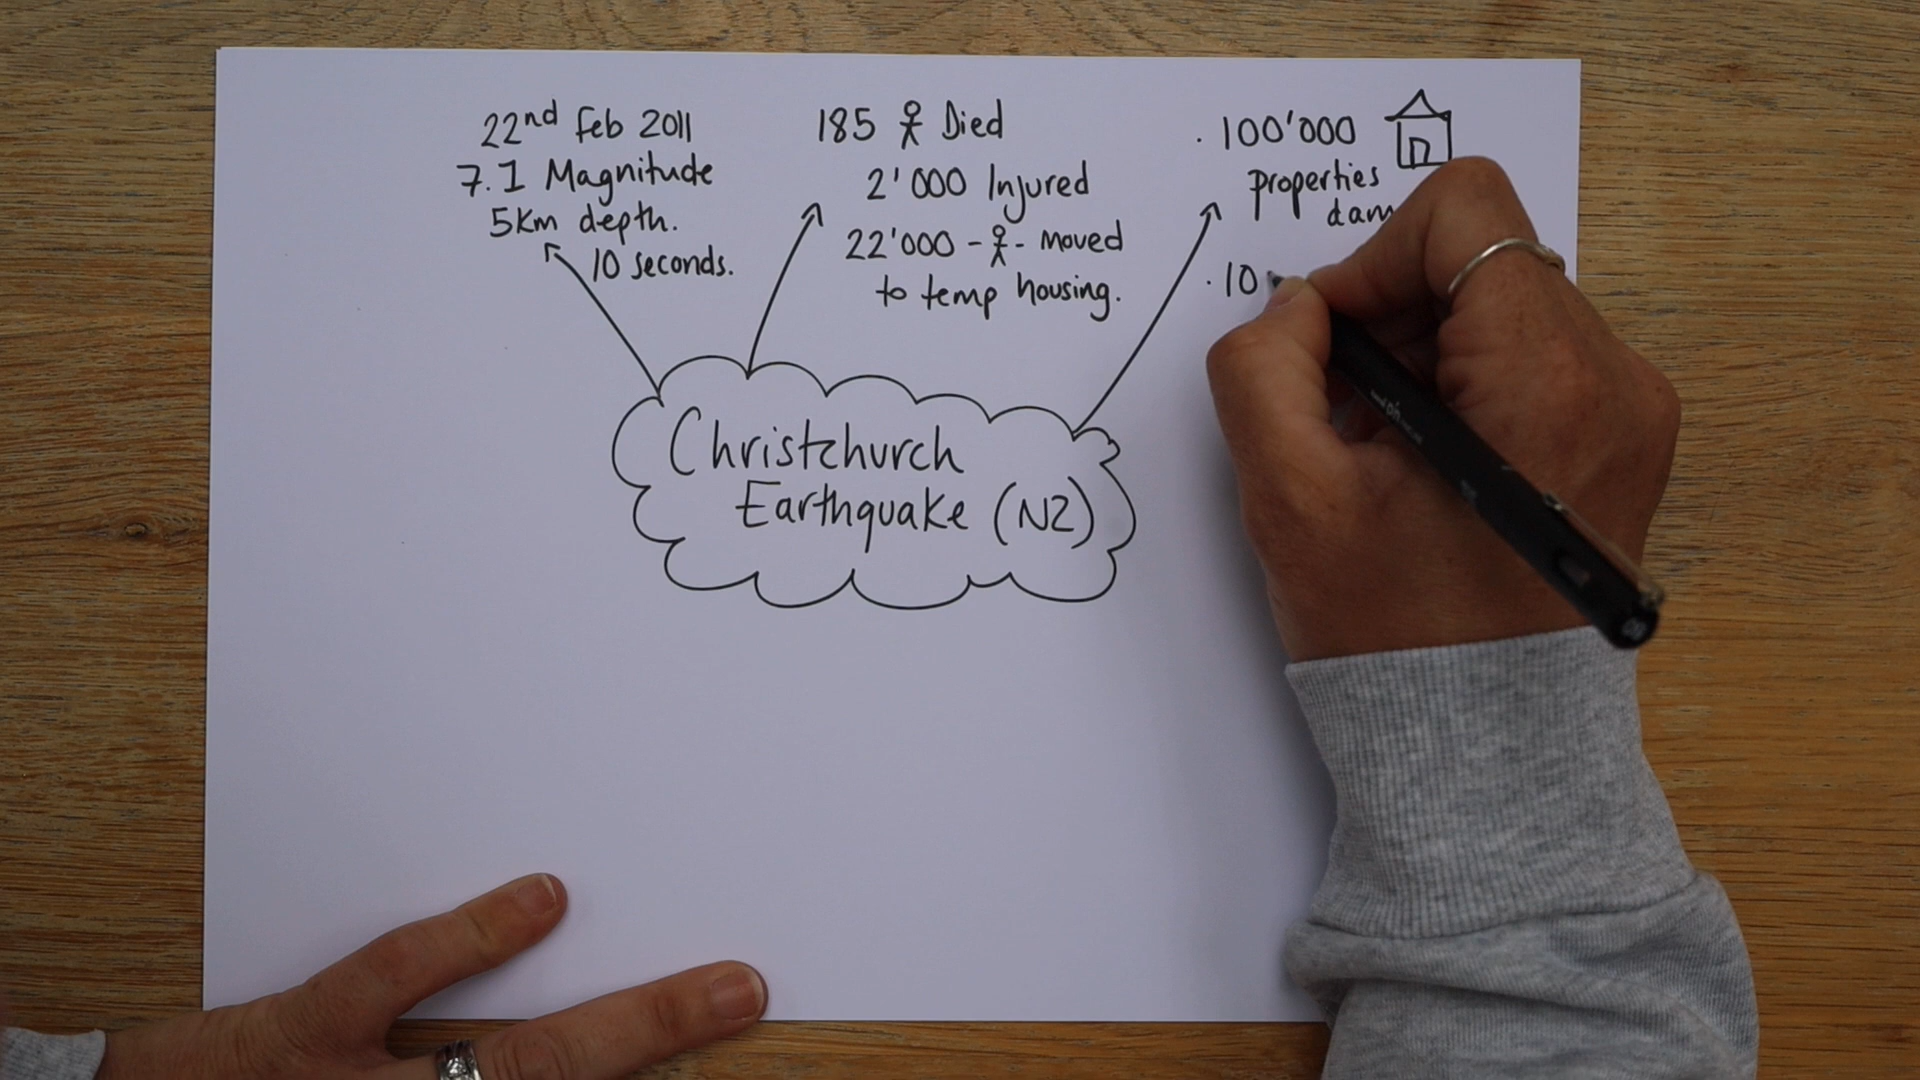 22nd Feb 2011
7.1 Magnitude
5km depth.
10 seconds.
185 Died
2'000 Injured
22'000 - - moved
to temp housing.
. 100'000
properties
dam
. 10
Christchurch
Earthquake (NZ)